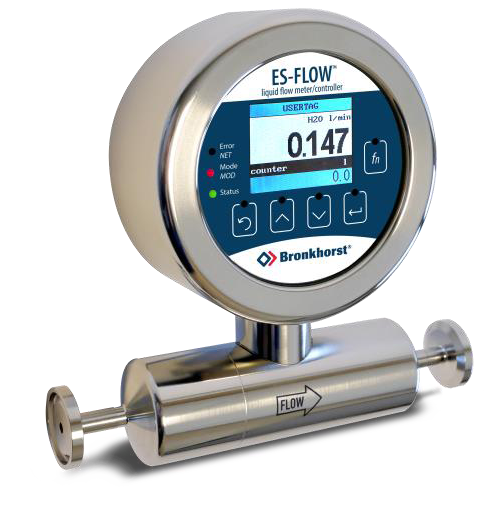 ES-FLOW™
liquid flow meter/controller
USERTAG
H2O l/min
0.147
counter 1
0.0
Error
NET
Mode
MOD
Status
fn
Bronkhorst®
FLOW